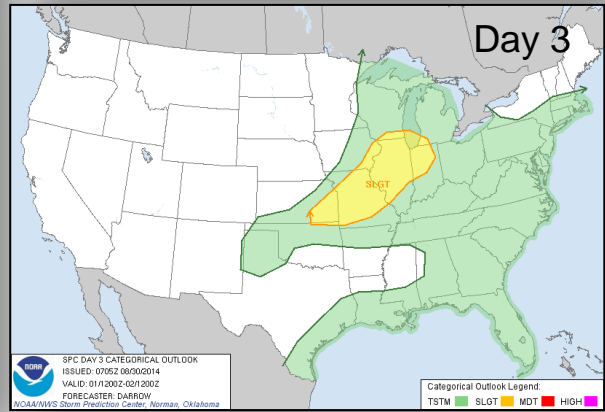 Day 3
SLGT
NOAA
SPC DAY 3 CATEGORICAL OUTLOOK
ISSUED: 0705Z 08/30/2014
VALID: 01/1200Z-02/1200Z
FORECASTER: DARROW
NOAA/NWS Storm Prediction Center, Norman, Oklahoma
Categorical Outlook Legend:
TSTM SLGT MDT HIGH